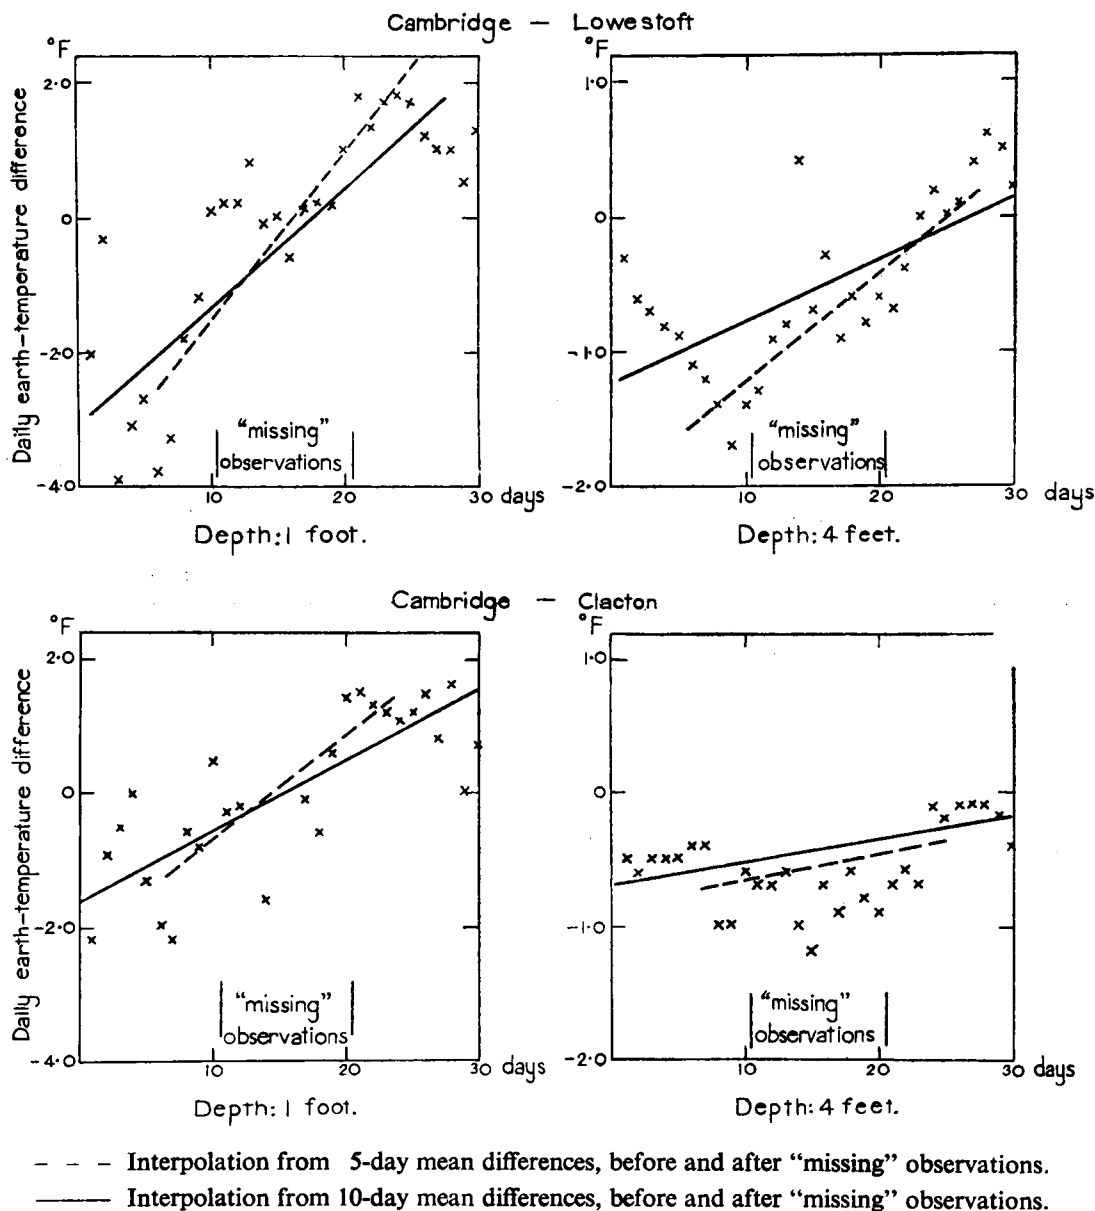 Cambridge — Lowestoft
°F
°F
Daily earth-temperature difference
2·0
0
-2·0
-4·0
10
20
30 days
"missing"
observations
Depth: 1 foot.
1·0
0
-1·0
-2·0
10
20
30 days
"missing"
observations
Depth: 4 feet.
Cambridge — Clacton
°F
°F
Daily earth-temperature difference
2·0
0
-2·0
-4·0
10
20
30 days
"missing"
observations
Depth: 1 foot.
1·0
0
-1·0
-2·0
10
20
30 days
"missing"
observations
Depth: 4 feet.
– – – Interpolation from 5-day mean differences, before and after "missing" observations.
——— Interpolation from 10-day mean differences, before and after "missing" observations.